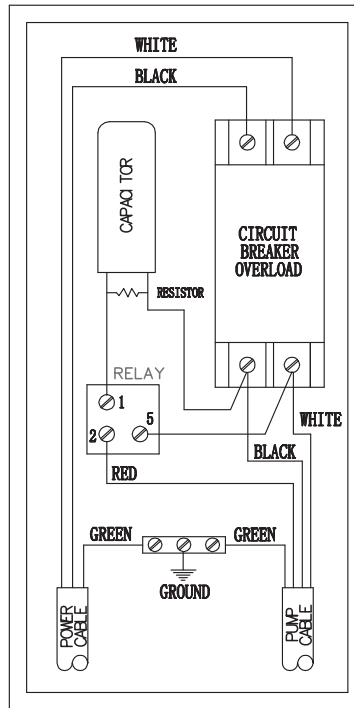 WHITE
BLACK
CAPACITOR
CIRCUIT
BREAKER
OVERLOAD
RESISTOR
RELAY
1
2
5
WHITE
BLACK
RED
GREEN
GREEN
GROUND
POWER
CABLE
PUMP
CABLE